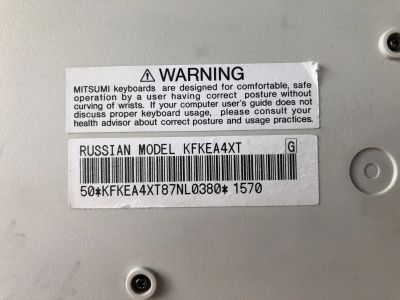 ⚠ WARNING
MITSUMI keyboards are designed for comfortable, safe
operation by a user having correct posture without
curving of wrists. If your computer user's guide does not
discuss proper keyboard usage, please consult your
health advisor about correct posture and usage practices.
RUSSIAN MODEL KFKEA4XT G
50*KFKEA4XT87NL0380* 1570